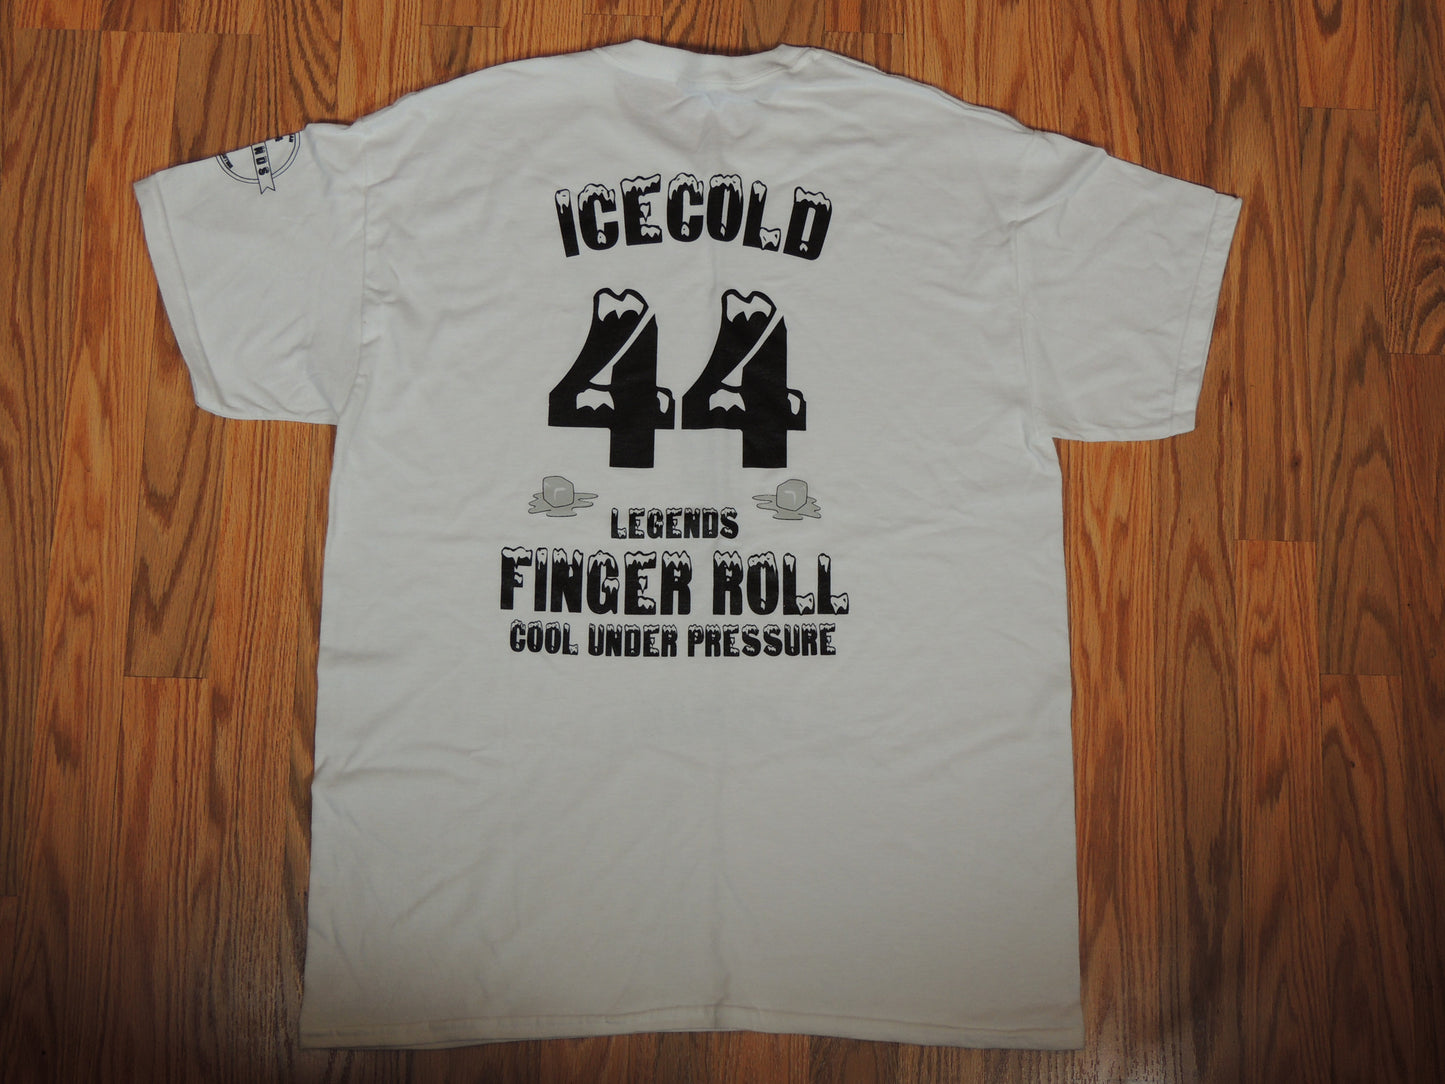 ICECOLD
44
LEGENDS
FINGER ROLL
COOL UNDER PRESSURE